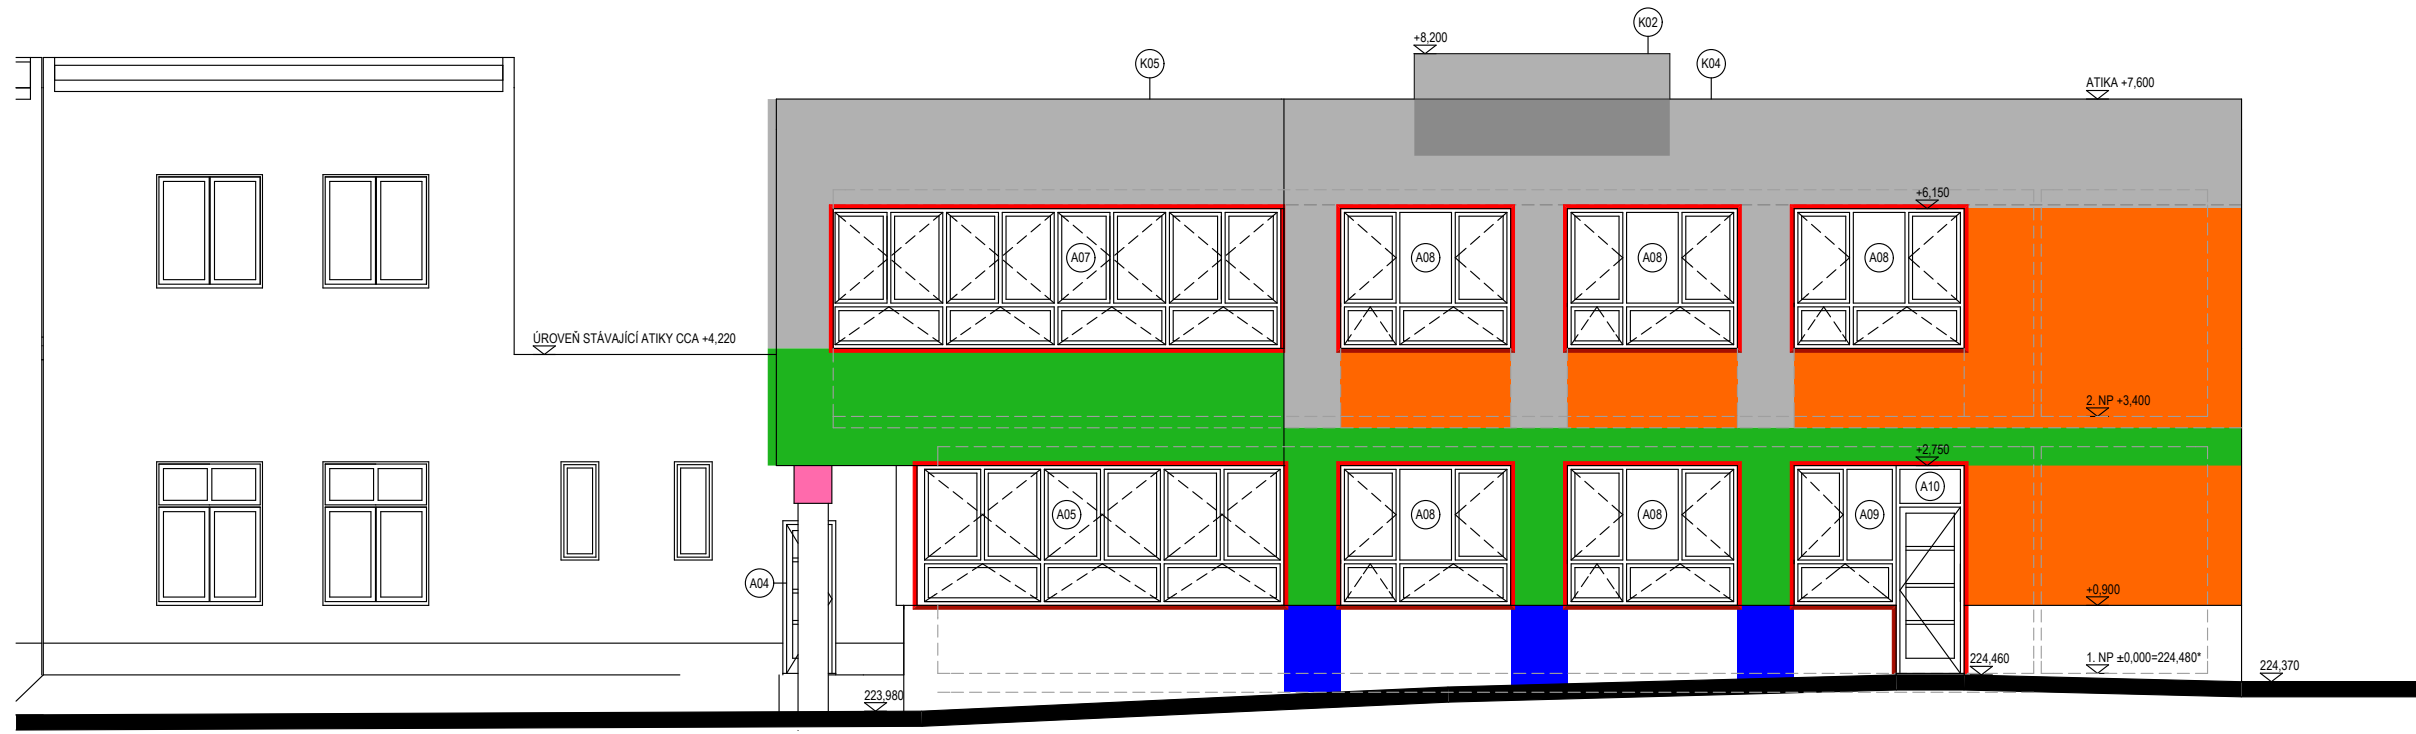 K02
+8,200
K05
K04
ATIKA +7,600
+6,150
A07
A08
A08
A08
ÚROVEŇ STÁVAJÍCÍ ATIKY CCA +4,220
2. NP +3,400
+2,750
A10
A05
A08
A08
A09
A04
+0,900
224,460
1. NP ±0,000=224,480*
224,370
223,980